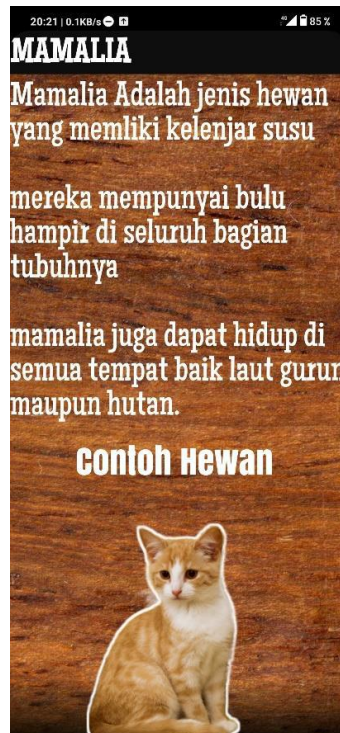 20:21 | 0.1KB/s
85 %
MAMALIA
Mamalia Adalah jenis hewan
yang memliki kelenjar susu
mereka mempunyai bulu
hampir di seluruh bagian
tubuhnya
mamalia juga dapat hidup di
semua tempat baik laut gurun
maupun hutan.
Contoh Hewan